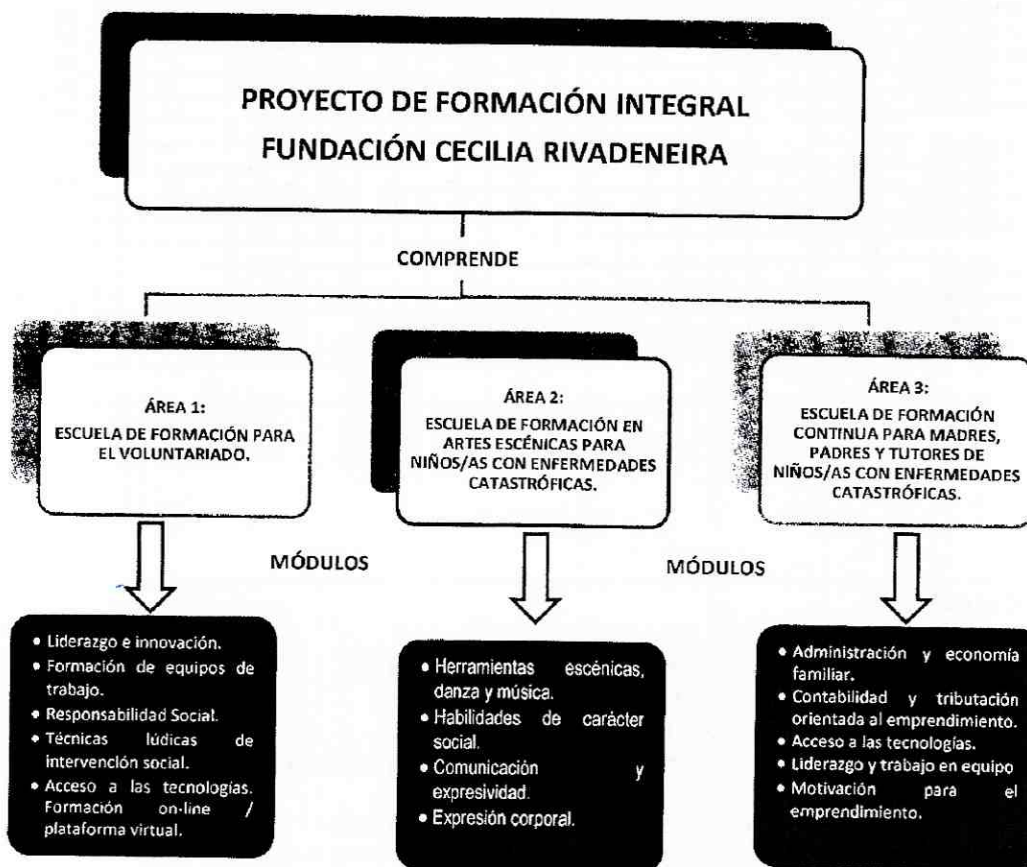 PROYECTO DE FORMACIÓN INTEGRAL
FUNDACIÓN CECILIA RIVADENEIRA
COMPRENDE
ÁREA 1:
ESCUELA DE FORMACIÓN PARA
EL VOLUNTARIADO.
ÁREA 2:
ESCUELA DE FORMACIÓN EN
ARTES ESCÉNICAS PARA
NIÑOS/AS CON ENFERMEDADES
CATASTRÓFICAS.
ÁREA 3:
ESCUELA DE FORMACIÓN
CONTINUA PARA MADRES,
PADRES Y TUTORES DE
NIÑOS/AS CON ENFERMEDADES
CATASTRÓFICAS.
MÓDULOS
MÓDULOS
• Liderazgo e innovación.
• Formación de equipos de
trabajo.
• Responsabilidad Social.
• Técnicas lúdicas de
intervención social.
• Acceso a las tecnologías.
Formación on-line /
plataforma virtual.
• Herramientas escénicas,
danza y música.
• Habilidades de carácter
social.
• Comunicación y
expresividad.
• Expresión corporal.
• Administración y economía
familiar.
• Contabilidad y tributación
orientada al emprendimiento.
• Acceso a las tecnologías.
• Liderazgo y trabajo en equipo
• Motivación para el
emprendimiento.